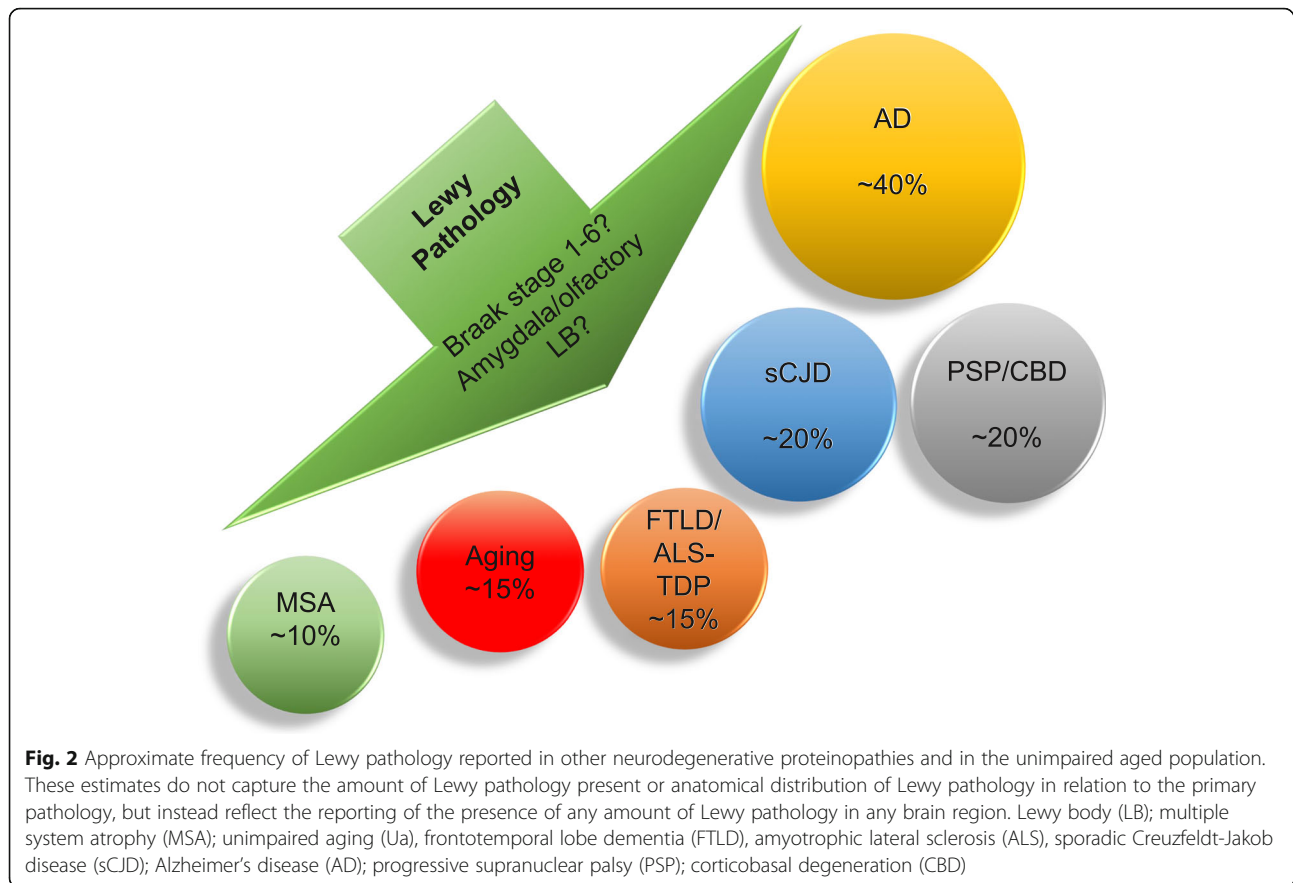 Lewy
Pathology
Braak stage 1-6?
Amygdala/olfactory
LB?
AD
~40%
sCJD
~20%
PSP/CBD
~20%
FTLD/
ALS-
TDP
~15%
Aging
~15%
MSA
~10%
Fig. 2 Approximate frequency of Lewy pathology reported in other neurodegenerative proteinopathies and in the unimpaired aged population.
These estimates do not capture the amount of Lewy pathology present or anatomical distribution of Lewy pathology in relation to the primary
pathology, but instead reflect the reporting of the presence of any amount of Lewy pathology in any brain region. Lewy body (LB); multiple
system atrophy (MSA); unimpaired aging (Ua), frontotemporal lobe dementia (FTLD), amyotrophic lateral sclerosis (ALS), sporadic Creuzfeldt-Jakob
disease (sCJD); Alzheimer’s disease (AD); progressive supranuclear palsy (PSP); corticobasal degeneration (CBD)